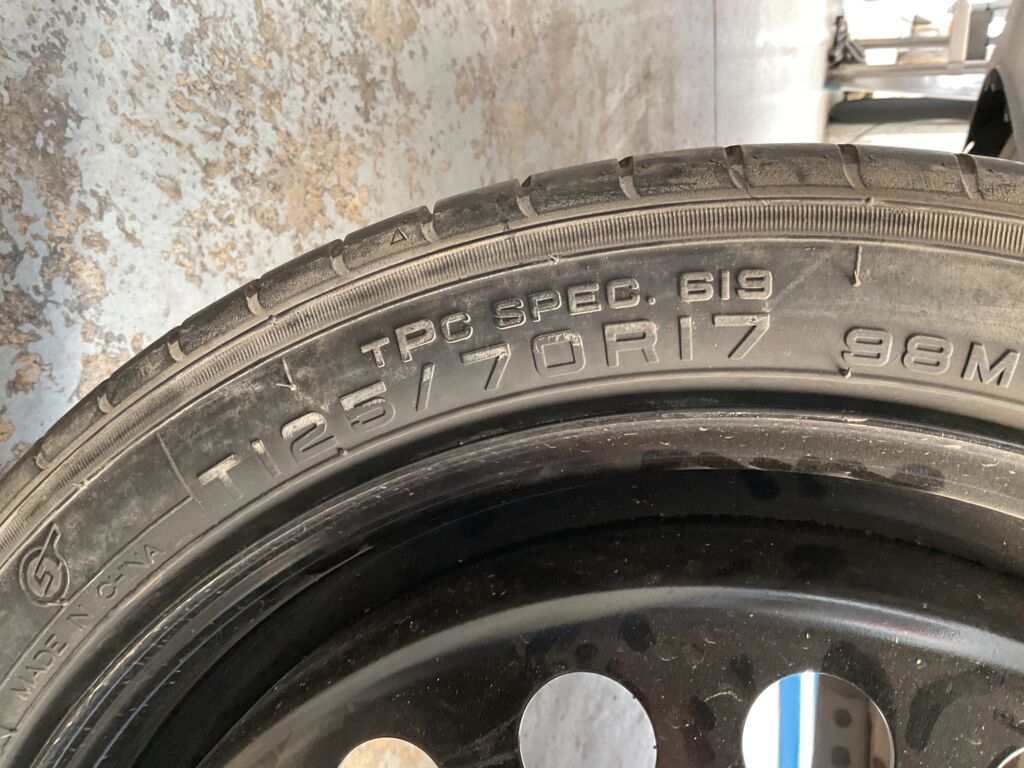 TPC SPEC. 619
T125/70R17 98M
MADE IN CHINA